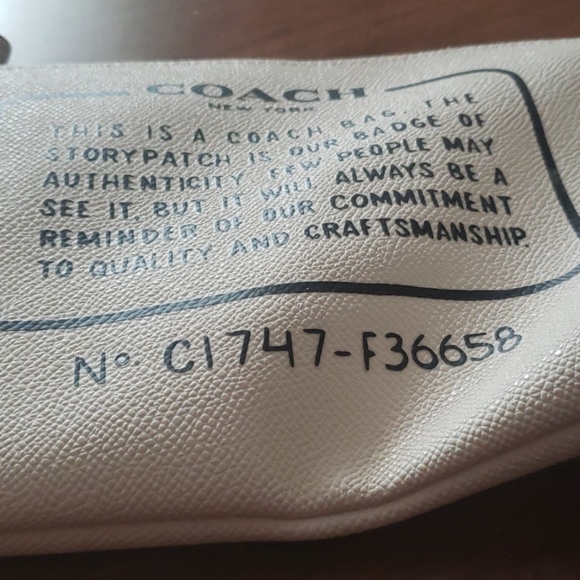 COACH
NEW YORK
THIS IS A COACH BAG. THE
STORYPATCH IS OUR BADGE OF
AUTHENTICITY FEW PEOPLE MAY
SEE IT, BUT IT WILL ALWAYS BE A
REMINDER OF OUR COMMITMENT
TO QUALITY AND CRAFTSMANSHIP.
Nº C1747-F36658